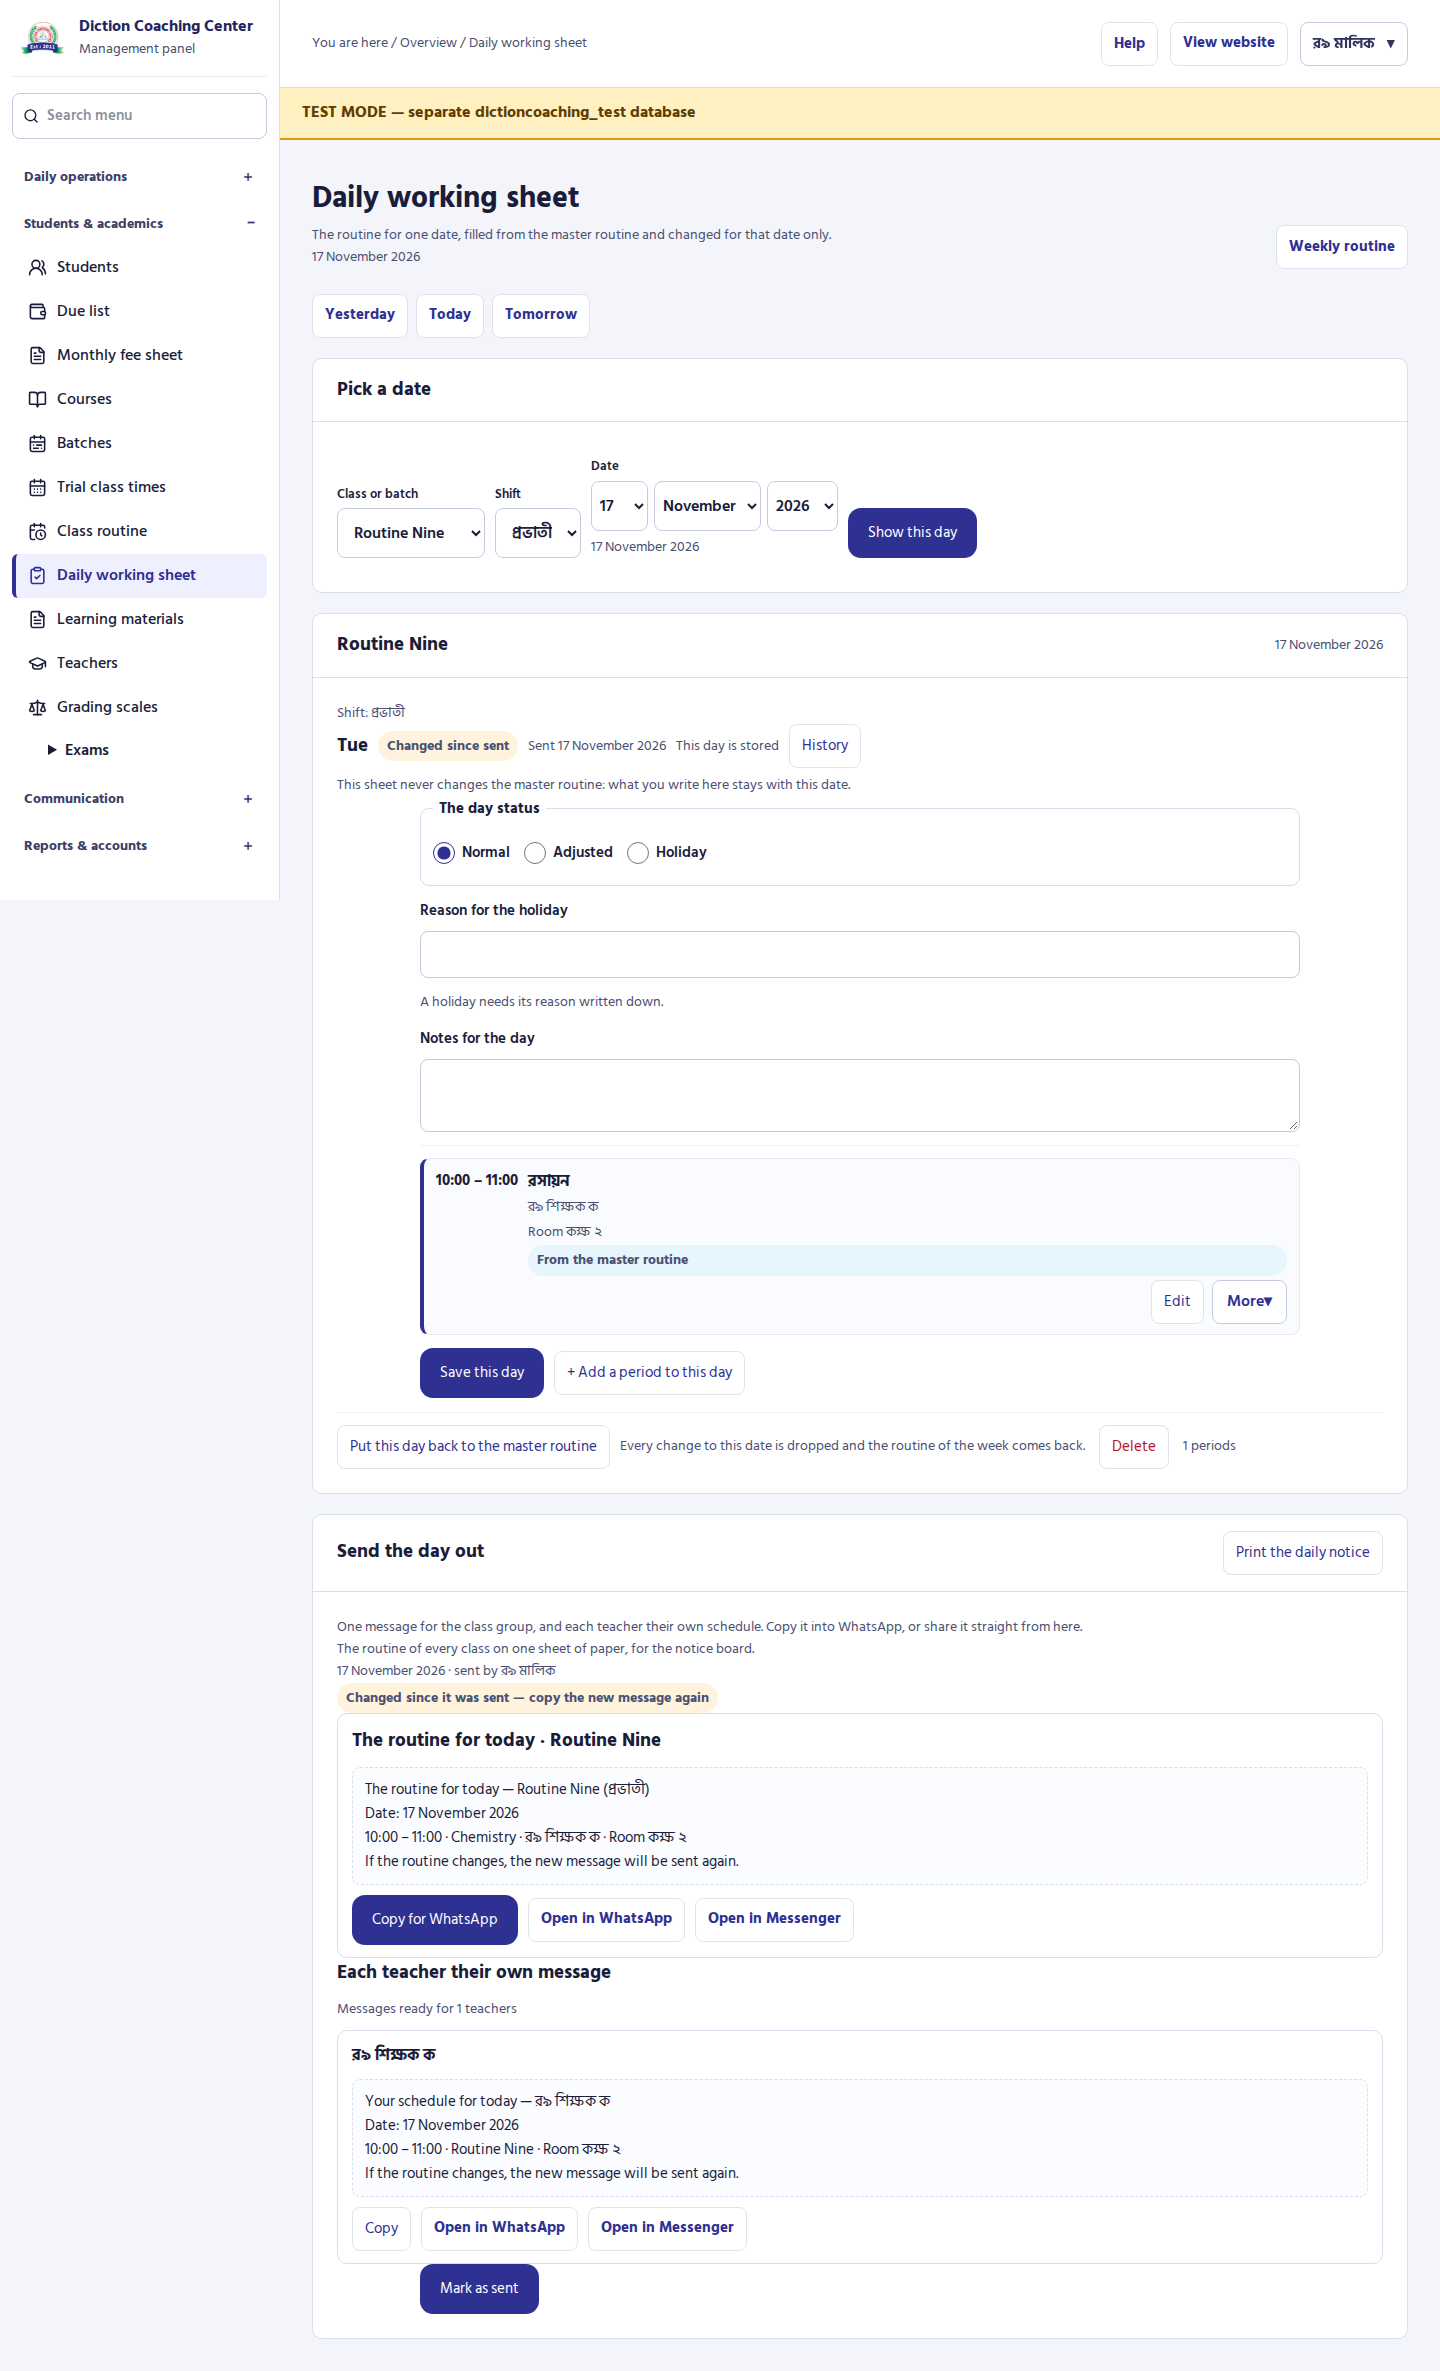 Diction Coaching Center
Management panel
Est : 2011
Search menu
Daily operations +
Students & academics −
Students
Due list
Monthly fee sheet
Courses
Batches
Trial class times
Class routine
Daily working sheet
Learning materials
Teachers
Grading scales
▶ Exams
Communication +
Reports & accounts +
You are here / Overview / Daily working sheet
Help
View website
র৯ মালিক ▾
TEST MODE — separate dictioncoaching_test database
Daily working sheet
The routine for one date, filled from the master routine and changed for that date only.
17 November 2026
Weekly routine
Yesterday
Today
Tomorrow
Pick a date
Class or batch
Routine Nine
Shift
প্রভাতী
Date
17 November 2026
17 November 2026
Show this day
Routine Nine
17 November 2026
Shift: প্রভাতী
Tue Changed since sent Sent 17 November 2026 This day is stored History
This sheet never changes the master routine; what you write here stays with this date.
The day status
Normal Adjusted Holiday
Reason for the holiday
A holiday needs its reason written down.
Notes for the day
10:00 – 11:00 রসায়ন
র৯ শিক্ষক ক
Room কক্ষ ২
From the master routine
Edit More▾
Save this day + Add a period to this day
Put this day back to the master routine Every change to this date is dropped and the routine of the week comes back. Delete 1 periods
Send the day out
Print the daily notice
One message for the class group, and each teacher their own schedule. Copy it into WhatsApp, or share it straight from here.
The routine of every class on one sheet of paper, for the notice board.
17 November 2026 · sent by র৯ মালিক
Changed since it was sent — copy the new message again
The routine for today · Routine Nine
The routine for today — Routine Nine (প্রভাতী)
Date: 17 November 2026
10:00 – 11:00 · Chemistry · র৯ শিক্ষক ক · Room কক্ষ ২
If the routine changes, the new message will be sent again.
Copy for WhatsApp Open in WhatsApp Open in Messenger
Each teacher their own message
Messages ready for 1 teachers
র৯ শিক্ষক ক
Your schedule for today — র৯ শিক্ষক ক
Date: 17 November 2026
10:00 – 11:00 · Routine Nine · Room কক্ষ ২
If the routine changes, the new message will be sent again.
Copy Open in WhatsApp Open in Messenger
Mark as sent